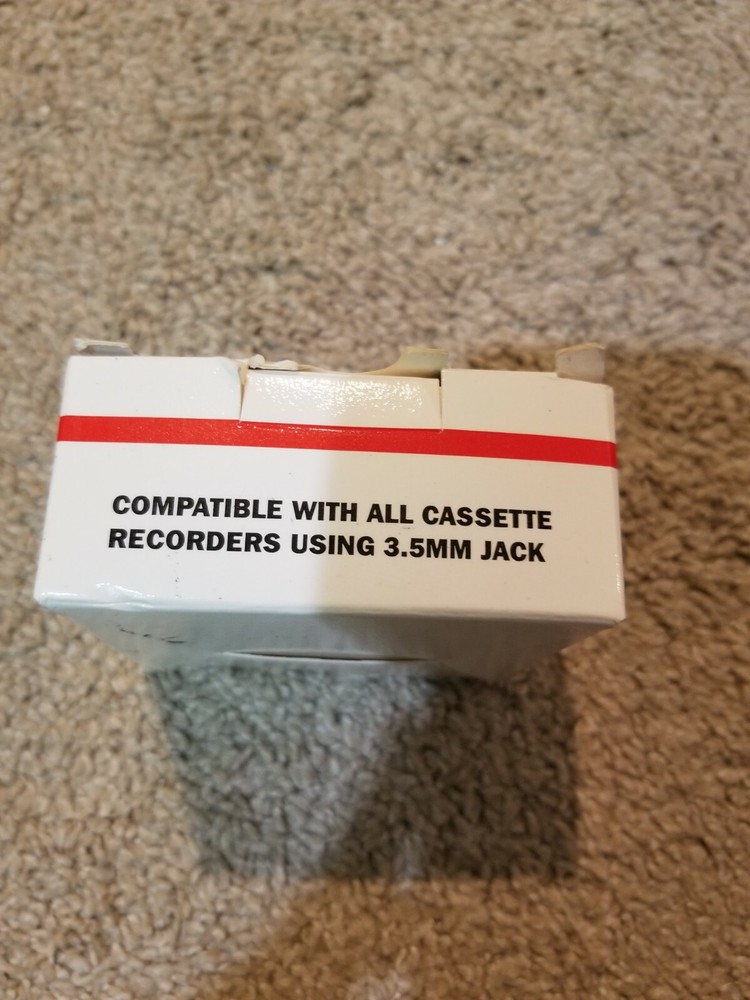 COMPATIBLE WITH ALL CASSETTE
RECORDERS USING 3.5MM JACK